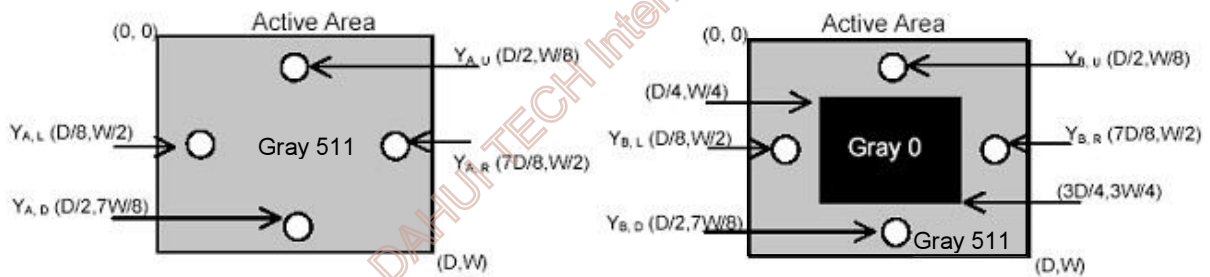 Active Area
(0, 0)
Y_A, U (D/2,W/8)
Y_A, L (D/8,W/2)
Gray 511
Y_A, R (7D/8,W/2)
Y_A, D (D/2,7W/8)
(D,W)
DAHUI TECH
Active Area
(0, 0)
Y_B, U (D/2,W/8)
(D/4,W/4)
Y_B, L (D/8,W/2)
Gray 0
Y_B, R (7D/8,W/2)
(3D/4,3W/4)
Y_B, D (D/2,7W/8)
Gray 511
(D,W)